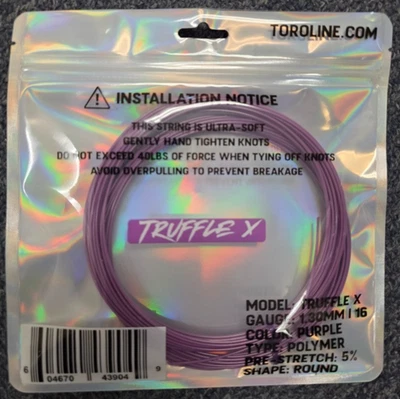 TOROLINE.COM
⚠ INSTALLATION NOTICE
THIS STRING IS ULTRA-SOFT
GENTLY HAND TIGHTEN KNOTS
DO NOT EXCEED 40LBS OF FORCE WHEN TYING OFF KNOTS
AVOID OVERPULLING TO PREVENT BREAKAGE
TRUFFLE X
MODEL: TRUFFLE X
GAUGE: 1.30MM | 16
COLOR: PURPLE
TYPE: POLYMER
PRE-STRETCH: 5%
SHAPE: ROUND
6 04670 43904 9